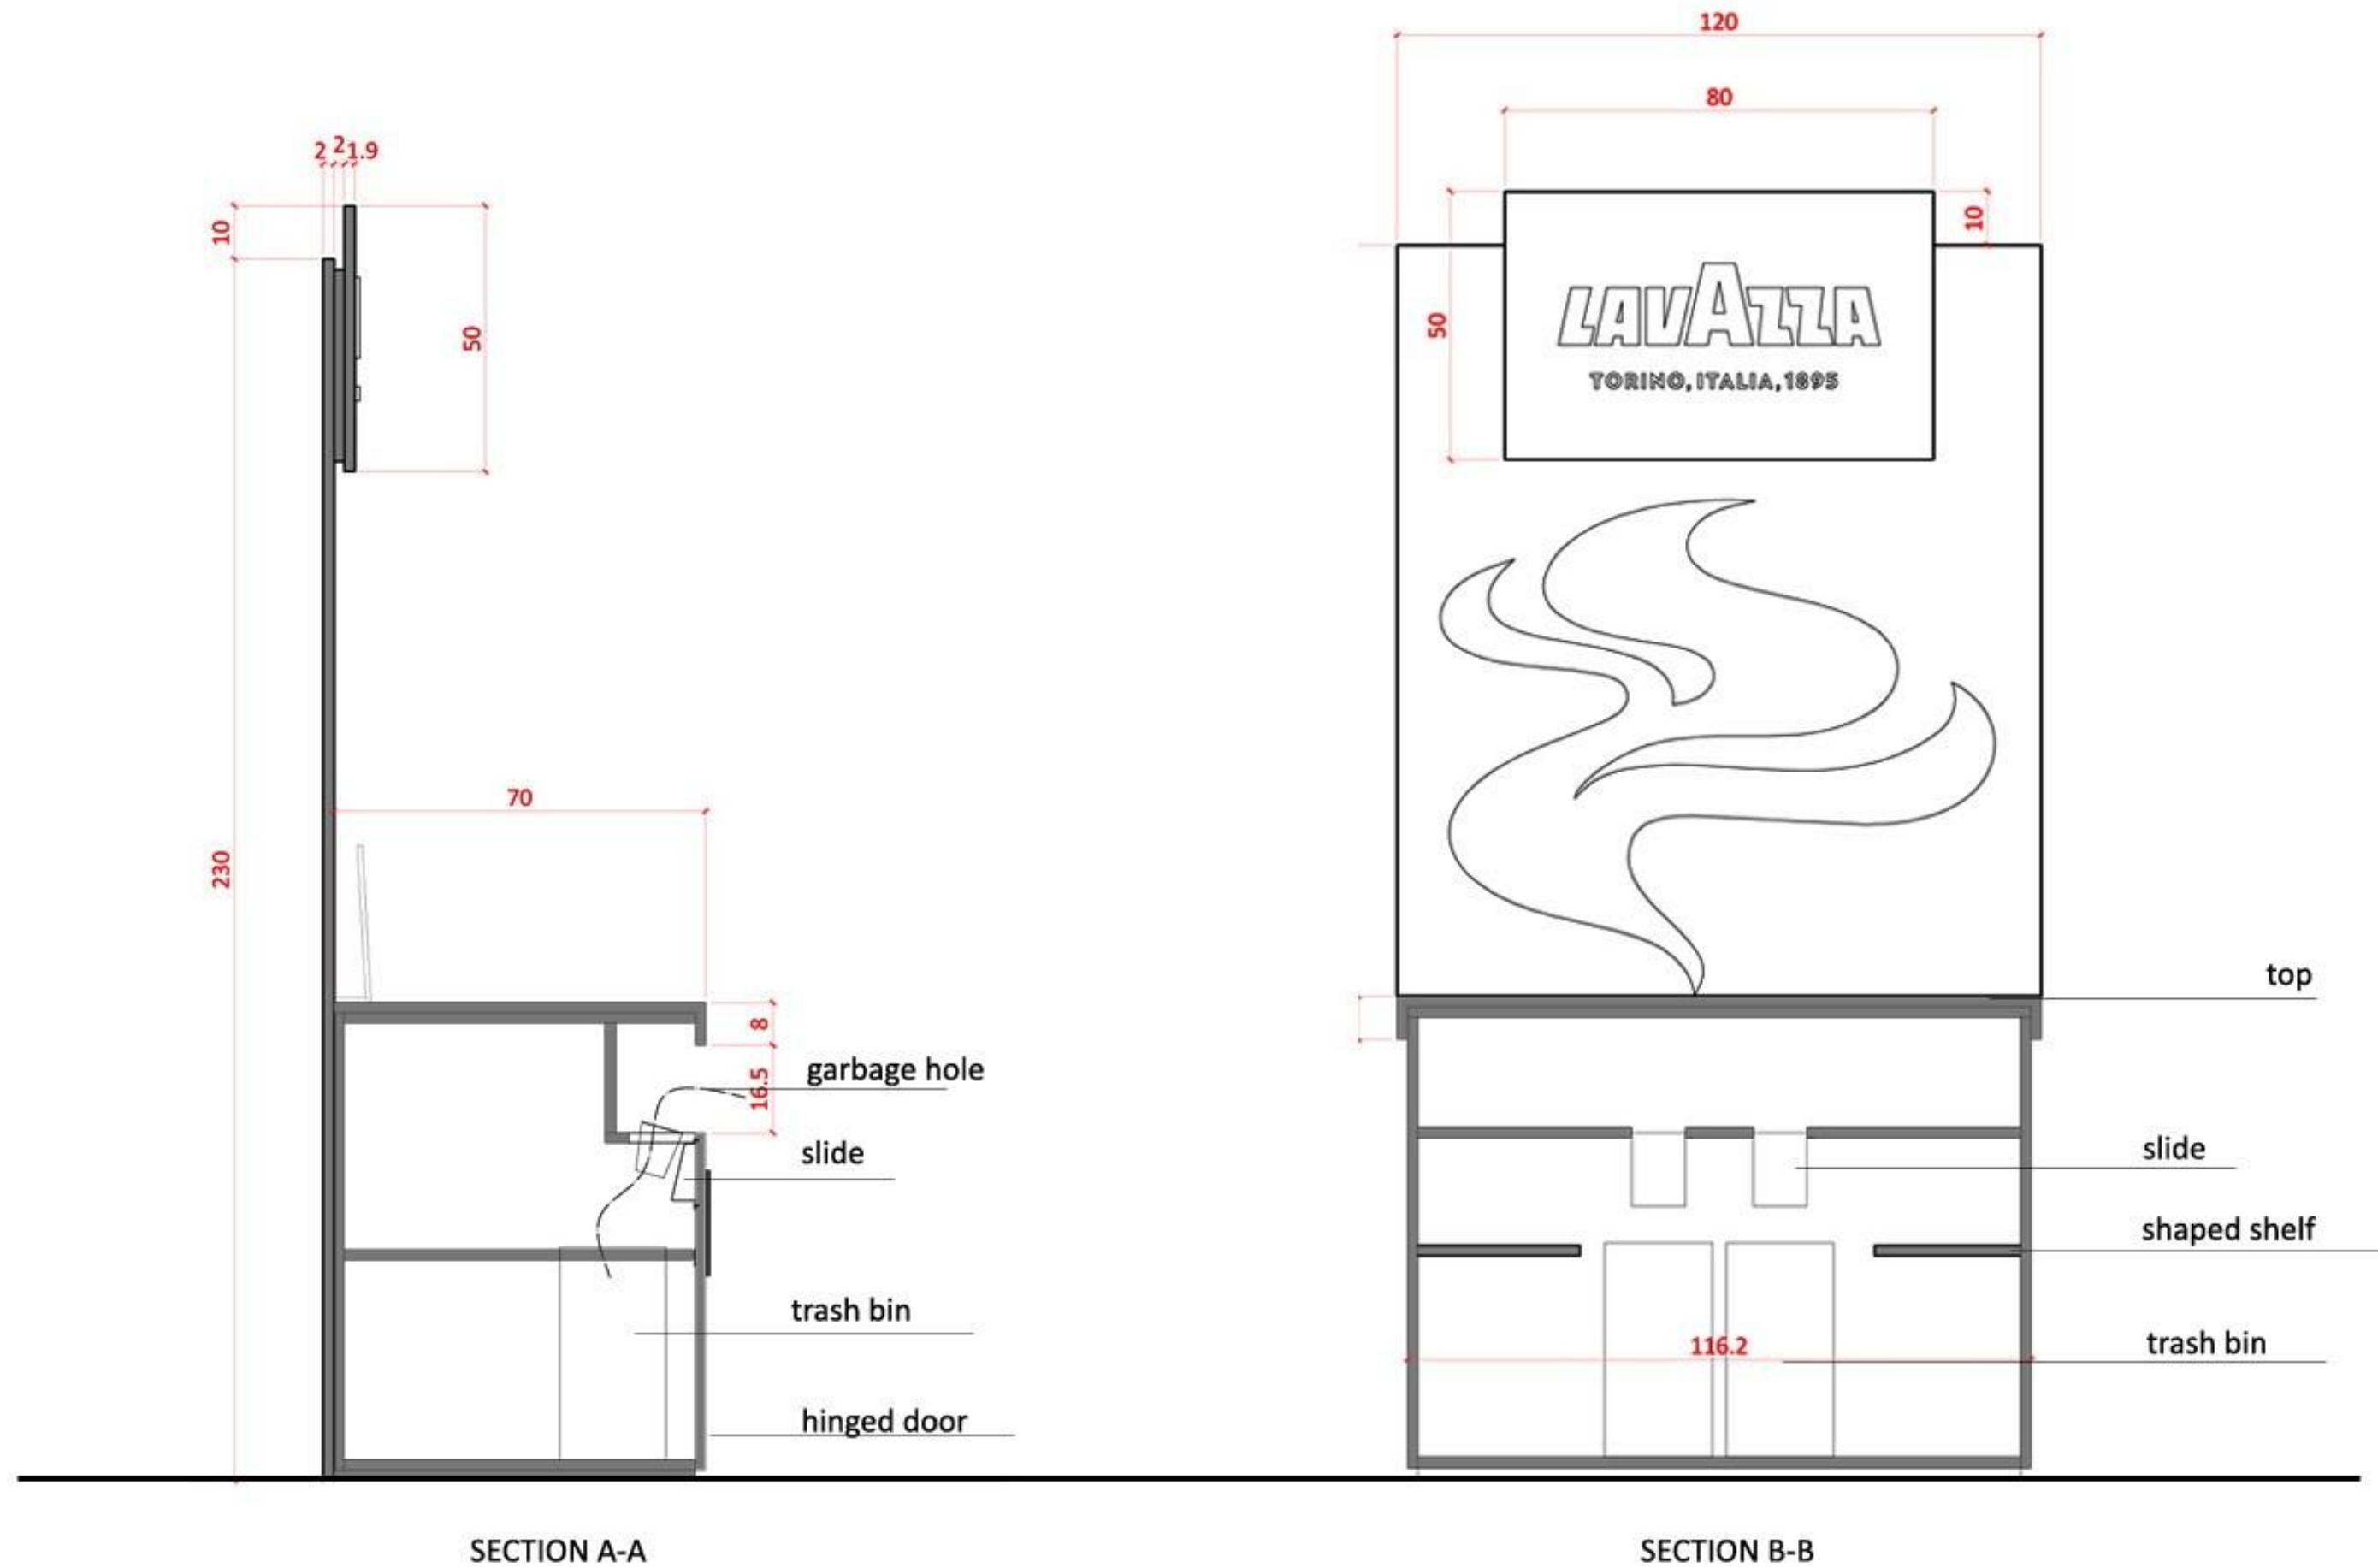 2 2 1.9
10
50
70
230
8
16.5
garbage hole
slide
trash bin
hinged door
SECTION A-A
120
80
10
50
LAVAZZA
TORINO, ITALIA, 1895
top
slide
shaped shelf
116.2
trash bin
SECTION B-B